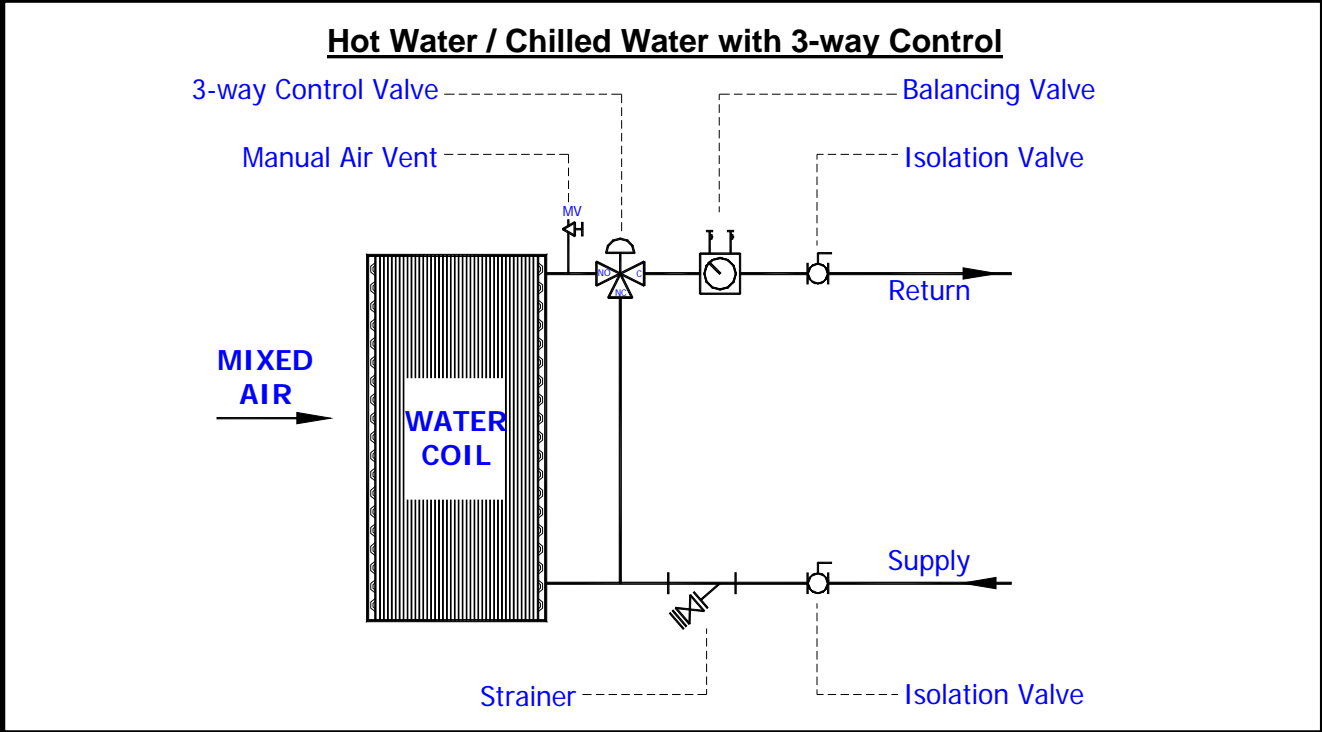 Hot Water / Chilled Water with 3-way Control
3-way Control Valve
Balancing Valve
Manual Air Vent
Isolation Valve
MV
NO
C
NC
Return
MIXED
AIR
WATER
COIL
Supply
Strainer
Isolation Valve